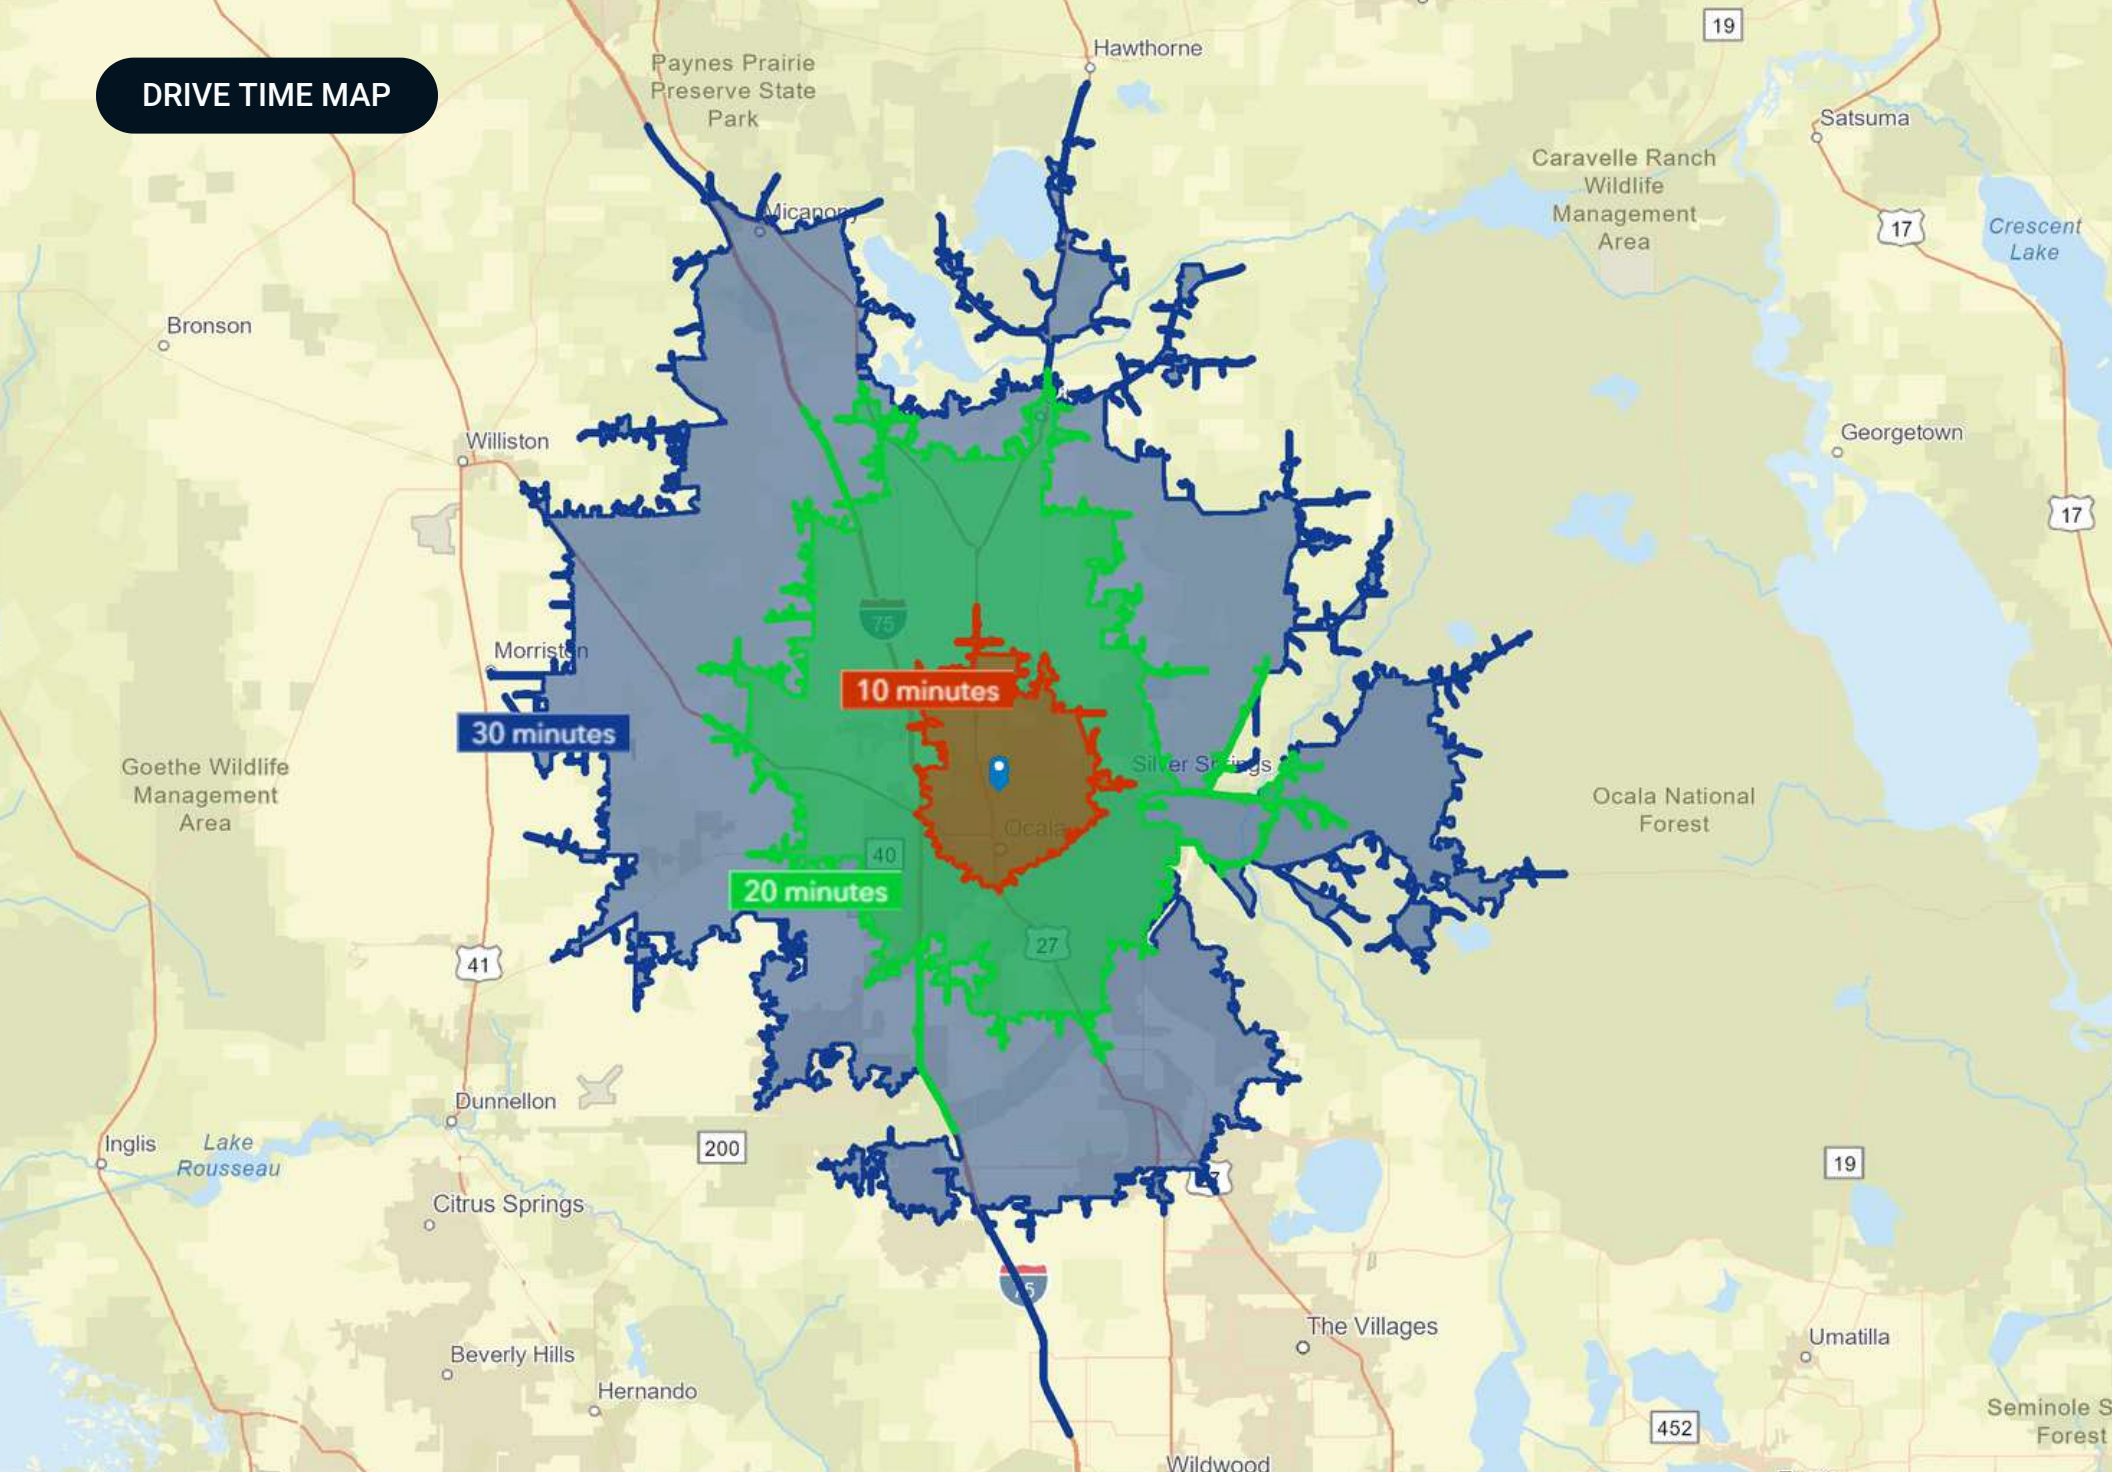 DRIVE TIME MAP
Hawthorne
19
Paynes Prairie
Preserve State
Park
Satsuma
Caravelle Ranch
Wildlife
Management
Area
Micanopy
17
Crescent
Lake
Bronson
Williston
Georgetown
17
75
Morriston
10 minutes
30 minutes
Silver Springs
Goethe Wildlife
Management
Area
Ocala National
Forest
Ocala
40
20 minutes
27
41
Dunnellon
Inglis
Lake
Rousseau
200
19
7
Citrus Springs
75
The Villages
Umatilla
Beverly Hills
Hernando
Seminole S
Forest
452
Wildwood